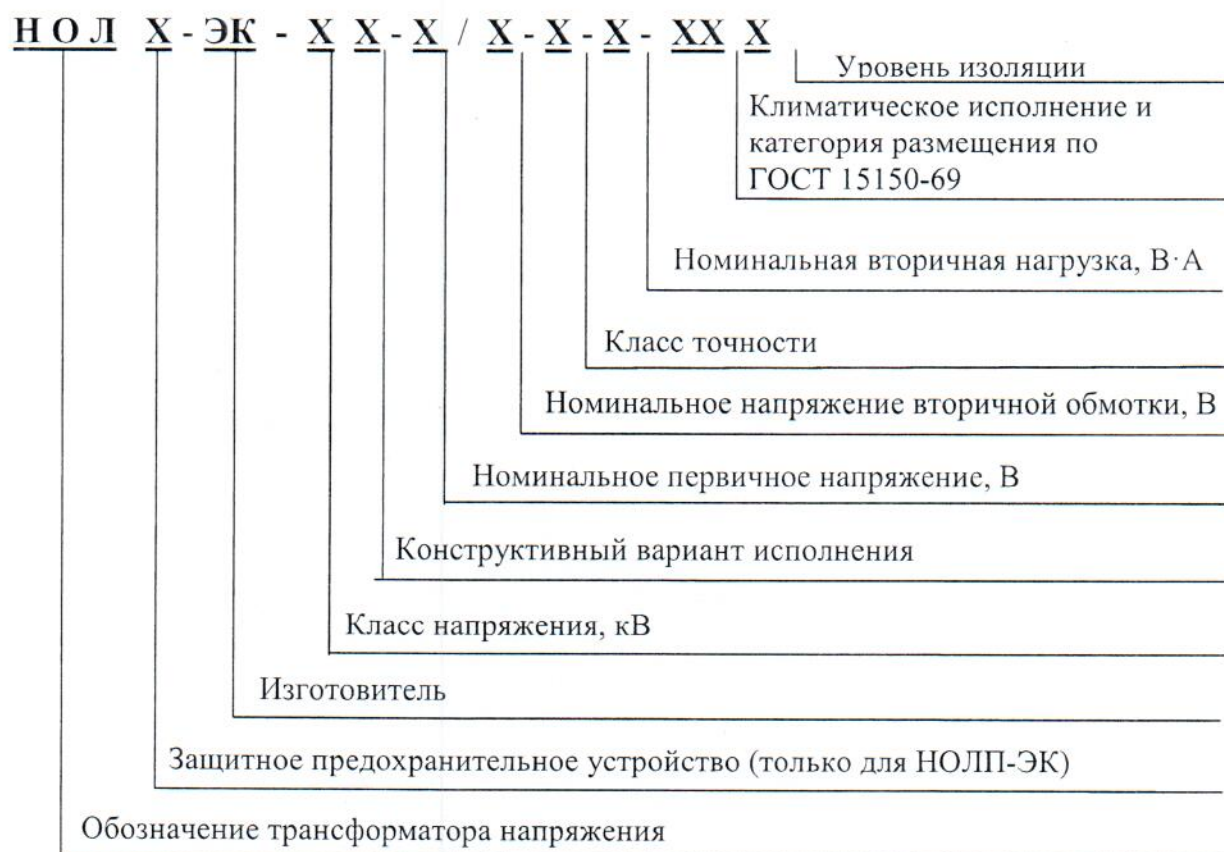 Н О Л Х - ЭК - Х Х - Х / Х - Х - Х - ХХ Х
Уровень изоляции
Климатическое исполнение и
категория размещения по
ГОСТ 15150-69
Номинальная вторичная нагрузка, В·А
Класс точности
Номинальное напряжение вторичной обмотки, В
Номинальное первичное напряжение, В
Конструктивный вариант исполнения
Класс напряжения, кВ
Изготовитель
Защитное предохранительное устройство (только для НОЛП-ЭК)
Обозначение трансформатора напряжения